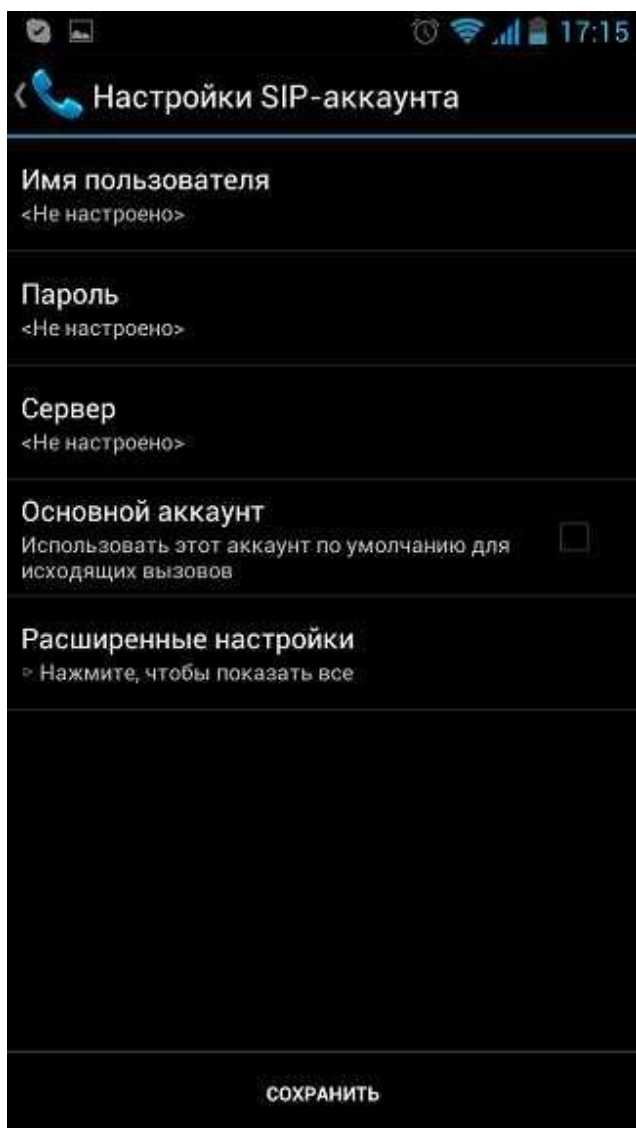 17:15
Настройки SIP-аккаунта
Имя пользователя
<Не настроено>
Пароль
<Не настроено>
Сервер
<Не настроено>
Основной аккаунт
Использовать этот аккаунт по умолчанию для
исходящих вызовов
Расширенные настройки
Нажмите, чтобы показать все
СОХРАНИТЬ